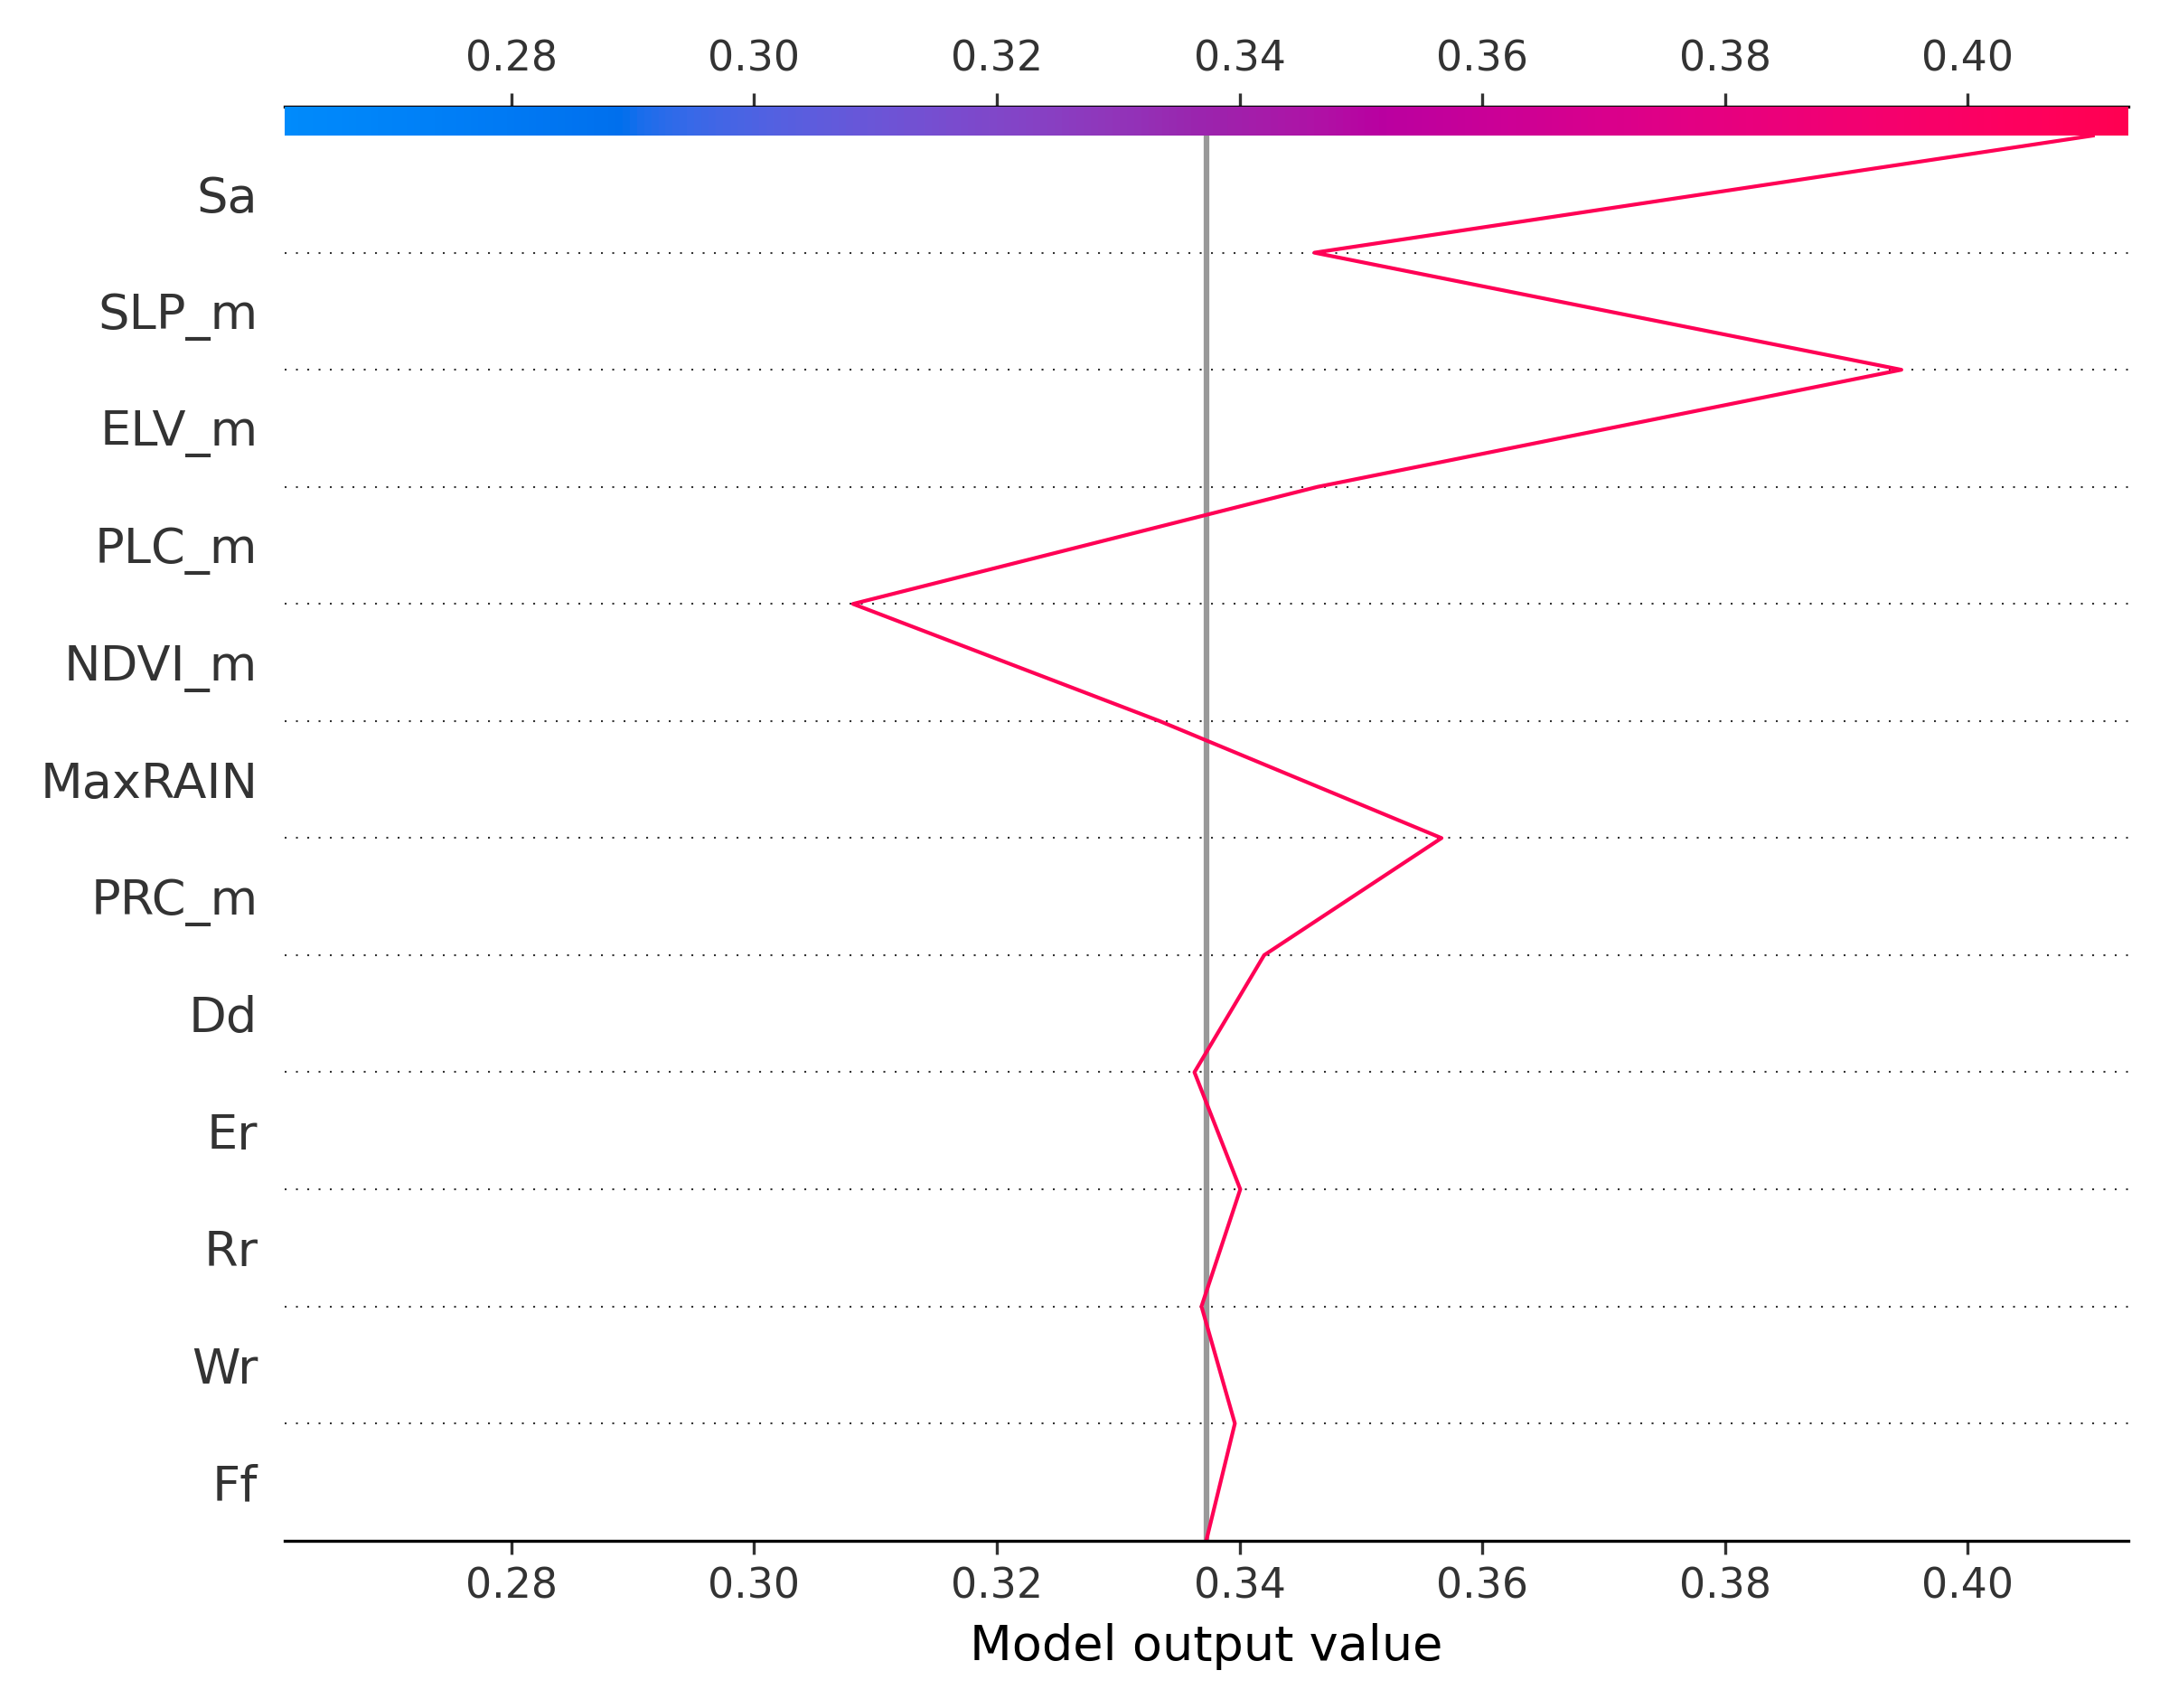 0.28 0.30 0.32 0.34 0.36 0.38 0.40
Sa
SLP_m
ELV_m
PLC_m
NDVI_m
MaxRAIN
PRC_m
Dd
Er
Rr
Wr
Ff
0.28 0.30 0.32 0.34 0.36 0.38 0.40
Model output value